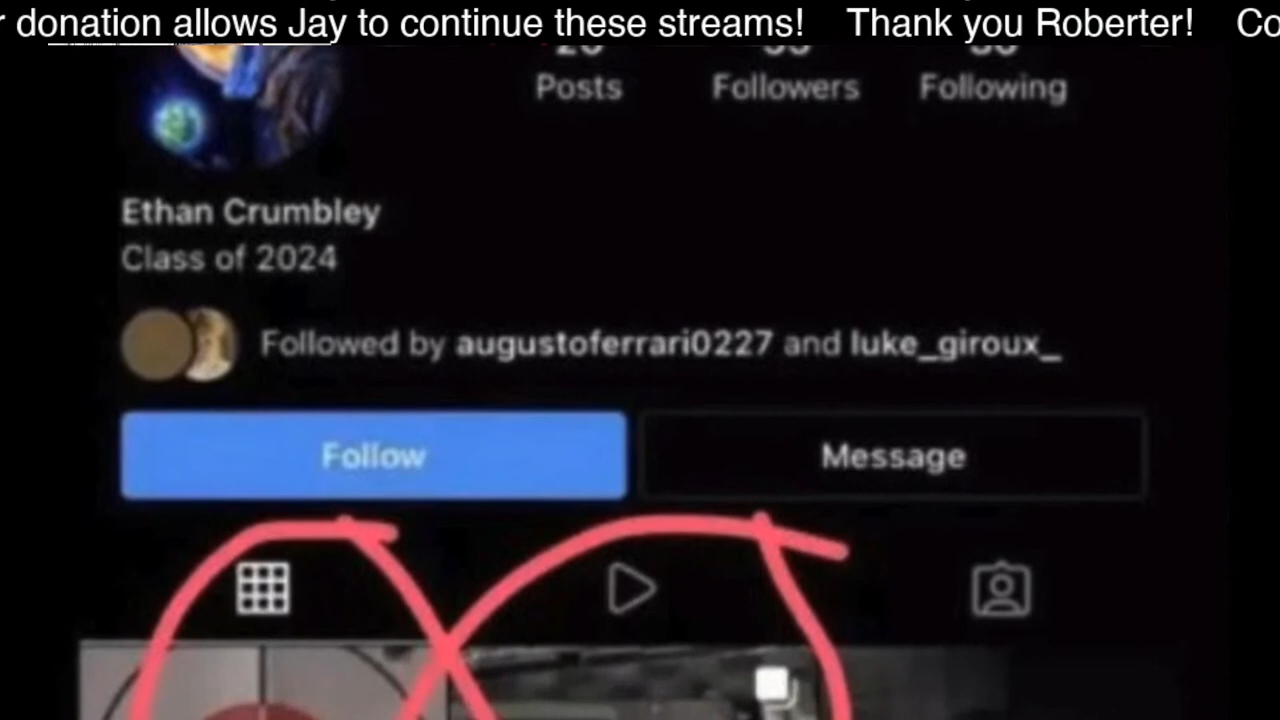 donation allows Jay to continue these streams! Thank you Roberter! Co
Posts Followers Following
Ethan Crumbley
Class of 2024
Followed by augustoferrari0227 and luke_giroux_
Follow Message